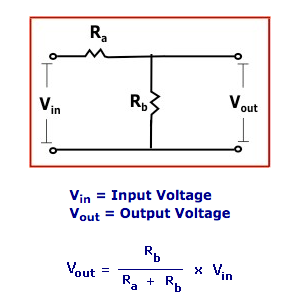 Ra
Vin Rb Vout
Vin = Input Voltage
Vout = Output Voltage
Vout = Rb / Ra + Rb x Vin